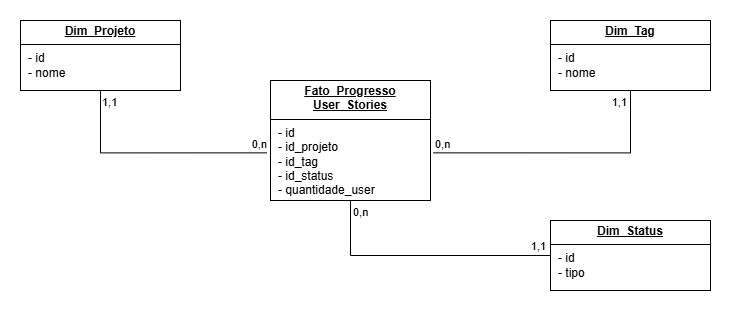 Dim_Projeto
- id
- nome
1,1
Dim_Tag
- id
- nome
1,1
Fato_Progresso
User_Stories
- id
- id_projeto
- id_tag
- id_status
- quantidade_user
0,n
0,n
0,n
Dim_Status
- id
- tipo
1,1